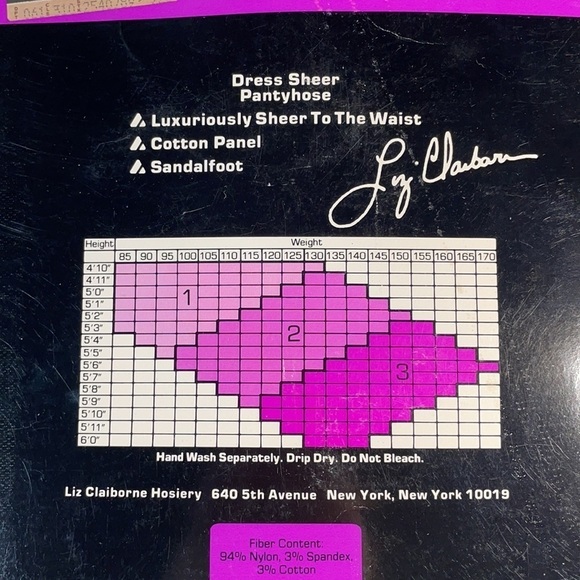 Dress Sheer
Pantyhose
Luxuriously Sheer To The Waist
Cotton Panel
Sandalfoot
Liz Claiborne
Height Weight
85 90 95 100 105 110 115 120 125 130 135 140 145 150 155 160 165 170
4'10"
4'11"
5'0"
5'1"
5'2"
5'3"
5'4"
5'5"
5'6"
5'7"
5'8"
5'9"
5'10"
5'11"
6'0"
1
2
3
Hand Wash Separately. Drip Dry. Do Not Bleach.
Liz Claiborne Hosiery 640 5th Avenue New York, New York 10019
Fiber Content:
94% Nylon, 3% Spandex,
3% Cotton